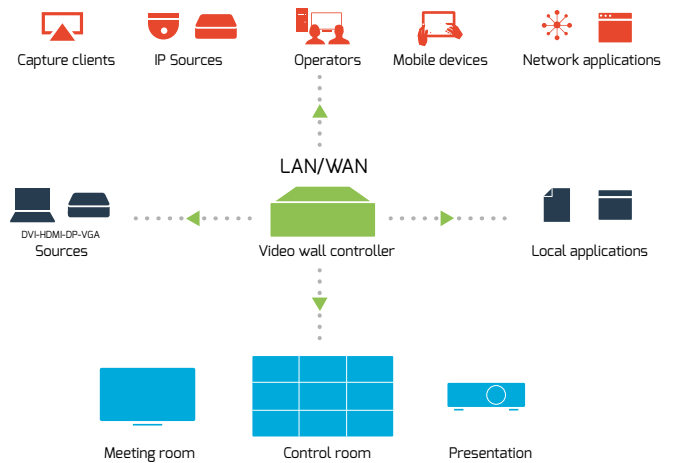 Capture clients
IP Sources
Operators
Mobile devices
Network applications
LAN/WAN
DVI-HDMI-DP-VGA
Sources
Video wall controller
Local applications
Meeting room
Control room
Presentation